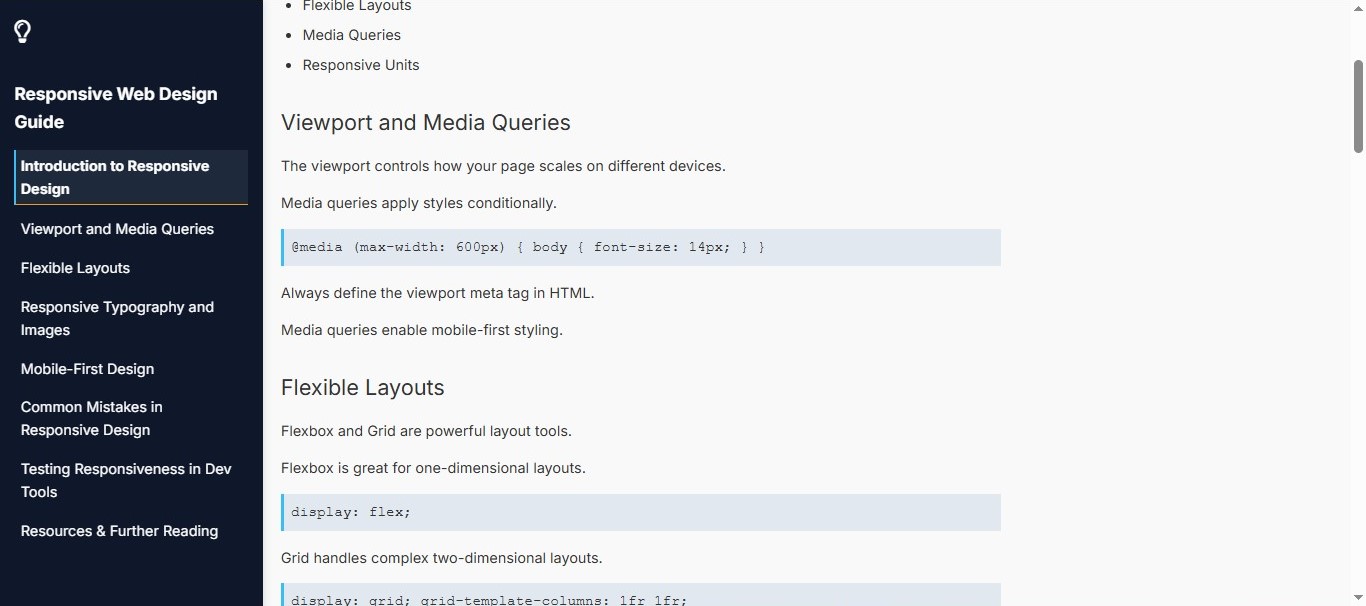 Responsive Web Design
Guide
Introduction to Responsive
Design
Viewport and Media Queries
Flexible Layouts
Responsive Typography and
Images
Mobile-First Design
Common Mistakes in
Responsive Design
Testing Responsiveness in Dev
Tools
Resources & Further Reading
Flexible Layouts
Media Queries
Responsive Units
Viewport and Media Queries
The viewport controls how your page scales on different devices.
Media queries apply styles conditionally.
@media (max-width: 600px) { body { font-size: 14px; } }
Always define the viewport meta tag in HTML.
Media queries enable mobile-first styling.
Flexible Layouts
Flexbox and Grid are powerful layout tools.
Flexbox is great for one-dimensional layouts.
display: flex;
Grid handles complex two-dimensional layouts.
display: grid; grid-template-columns: 1fr 1fr;